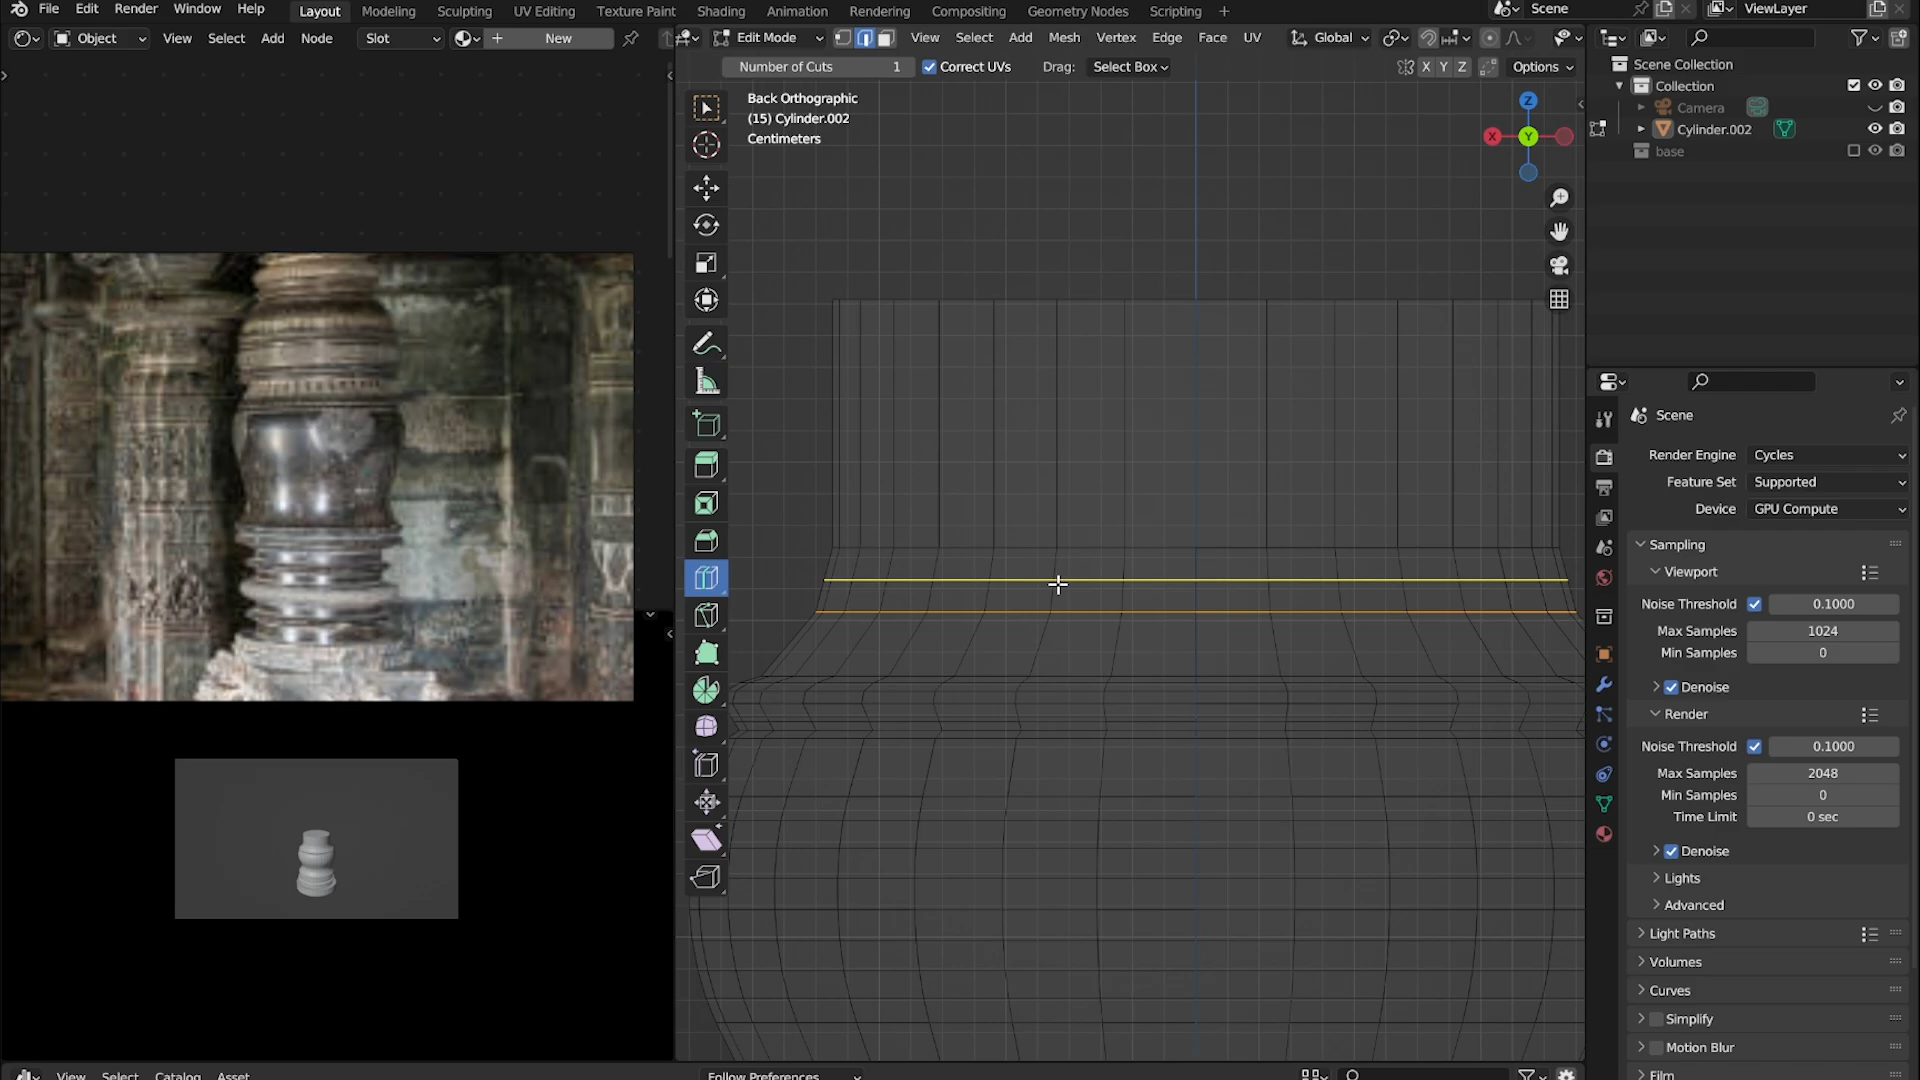 File Edit Render Window Help
Layout Modeling Sculpting UV Editing Texture Paint Shading Animation Rendering Compositing Geometry Nodes Scripting +
Scene
ViewLayer
Object View Select Add Node Slot New
Edit Mode View Select Add Mesh Vertex Edge Face UV Global
Number of Cuts 1 Correct UVs Drag: Select Box
X Y Z Options
Back Orthographic
(15) Cylinder.002
Centimeters
Z
X
Y
Scene Collection
Collection
Camera
Cylinder.002
base
Scene
Render Engine Cycles
Feature Set Supported
Device GPU Compute
Sampling
Viewport
Noise Threshold 0.1000
Max Samples 1024
Min Samples 0
Denoise
Render
Noise Threshold 0.1000
Max Samples 2048
Min Samples 0
Time Limit 0 sec
Denoise
Lights
Advanced
Light Paths
Volumes
Curves
Simplify
Motion Blur
Film
View Select Catalog Asset
Follow Preferences